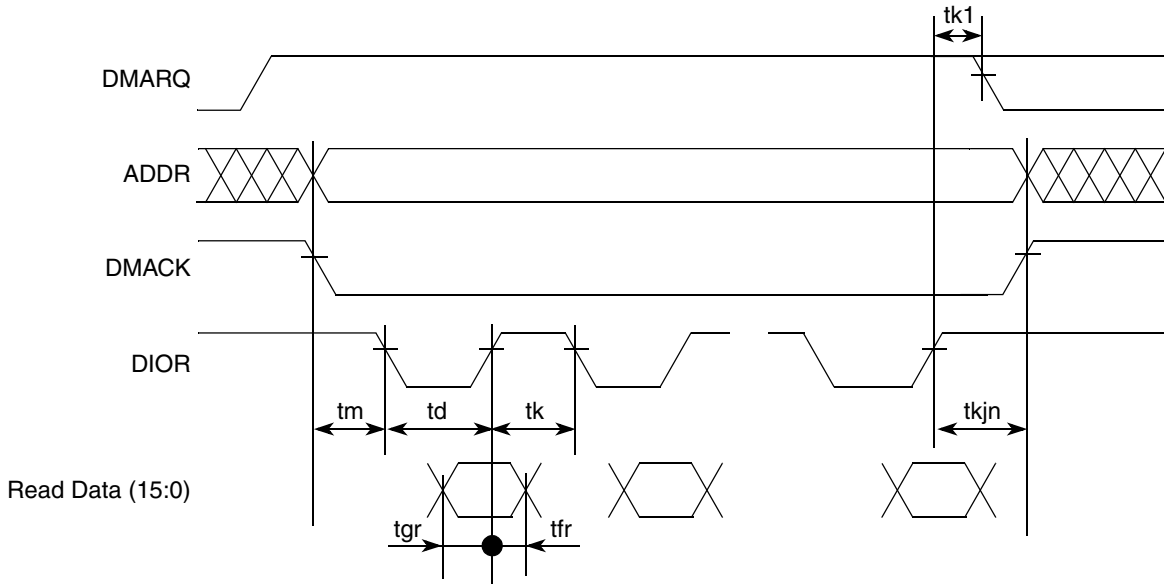 tk1
DMARQ
ADDR
DMACK
DIOR
tm td tk tkjn
Read Data (15:0)
tgr tfr